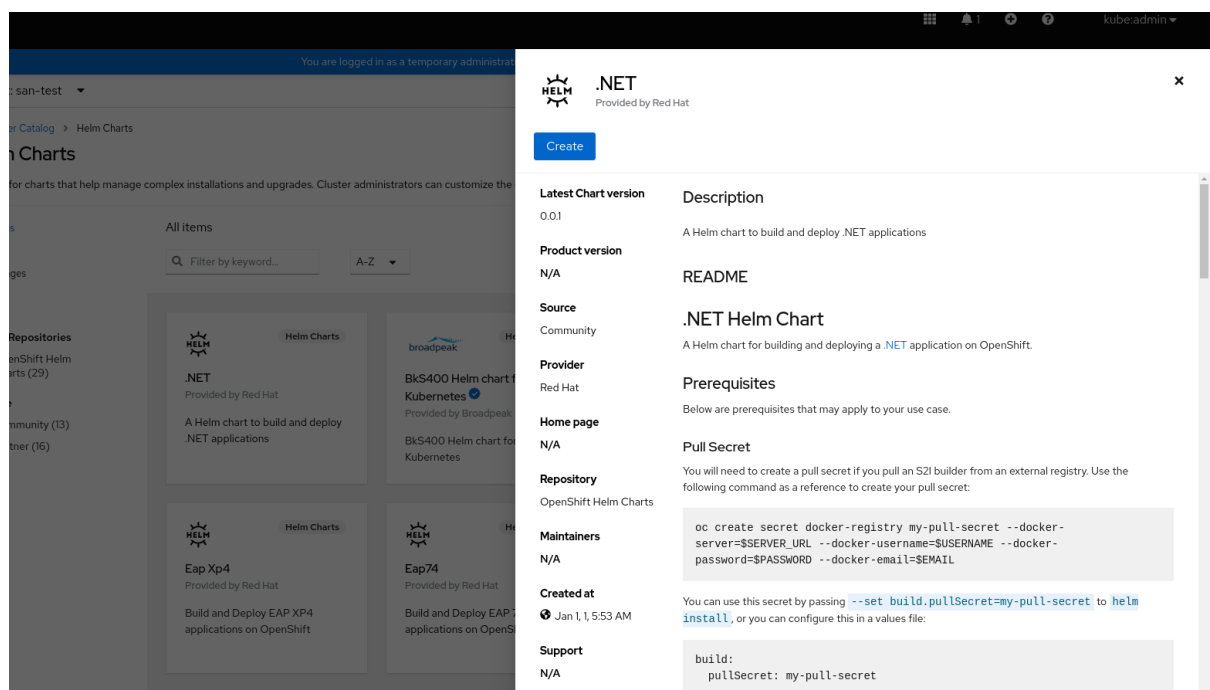 1
kube:admin
You are logged in as a temporary administrat
: san-test
er Catalog > Helm Charts
n Charts
for charts that help manage complex installations and upgrades. Cluster administrators can customize the
s
ges
Repositories
enShift Helm
arts (29)
e
mmunity (13)
tner (16)
All items
Filter by keyword...
A-Z
HELM
Helm Charts
.NET
Provided by Red Hat
A Helm chart to build and deploy
.NET applications
broadpeak
He
BkS400 Helm chart f
Kubernetes
Provided by Broadpeak
BkS400 Helm chart fo
Kubernetes
HELM
Helm Charts
Eap Xp4
Provided by Red Hat
Build and Deploy EAP XP4
applications on OpenShift
HELM
He
Eap74
Provided by Red Hat
Build and Deploy EAP 7
applications on OpenS
HELM
.NET
Provided by Red Hat
Create
Latest Chart version
0.0.1
Product version
N/A
Source
Community
Provider
Red Hat
Home page
N/A
Repository
OpenShift Helm Charts
Maintainers
N/A
Created at
Jan 1, 1, 5:53 AM
Support
N/A
Description
A Helm chart to build and deploy .NET applications
README
.NET Helm Chart
A Helm chart for building and deploying a .NET application on OpenShift.
Prerequisites
Below are prerequisites that may apply to your use case.
Pull Secret
You will need to create a pull secret if you pull an S2I builder from an external registry. Use the
following command as a reference to create your pull secret:
oc create secret docker-registry my-pull-secret --docker-
server=$SERVER_URL --docker-username=$USERNAME --docker-
password=$PASSWORD --docker-email=$EMAIL
You can use this secret by passing --set build.pullSecret=my-pull-secret to helm
install, or you can configure this in a values file:
build:
  pullSecret: my-pull-secret